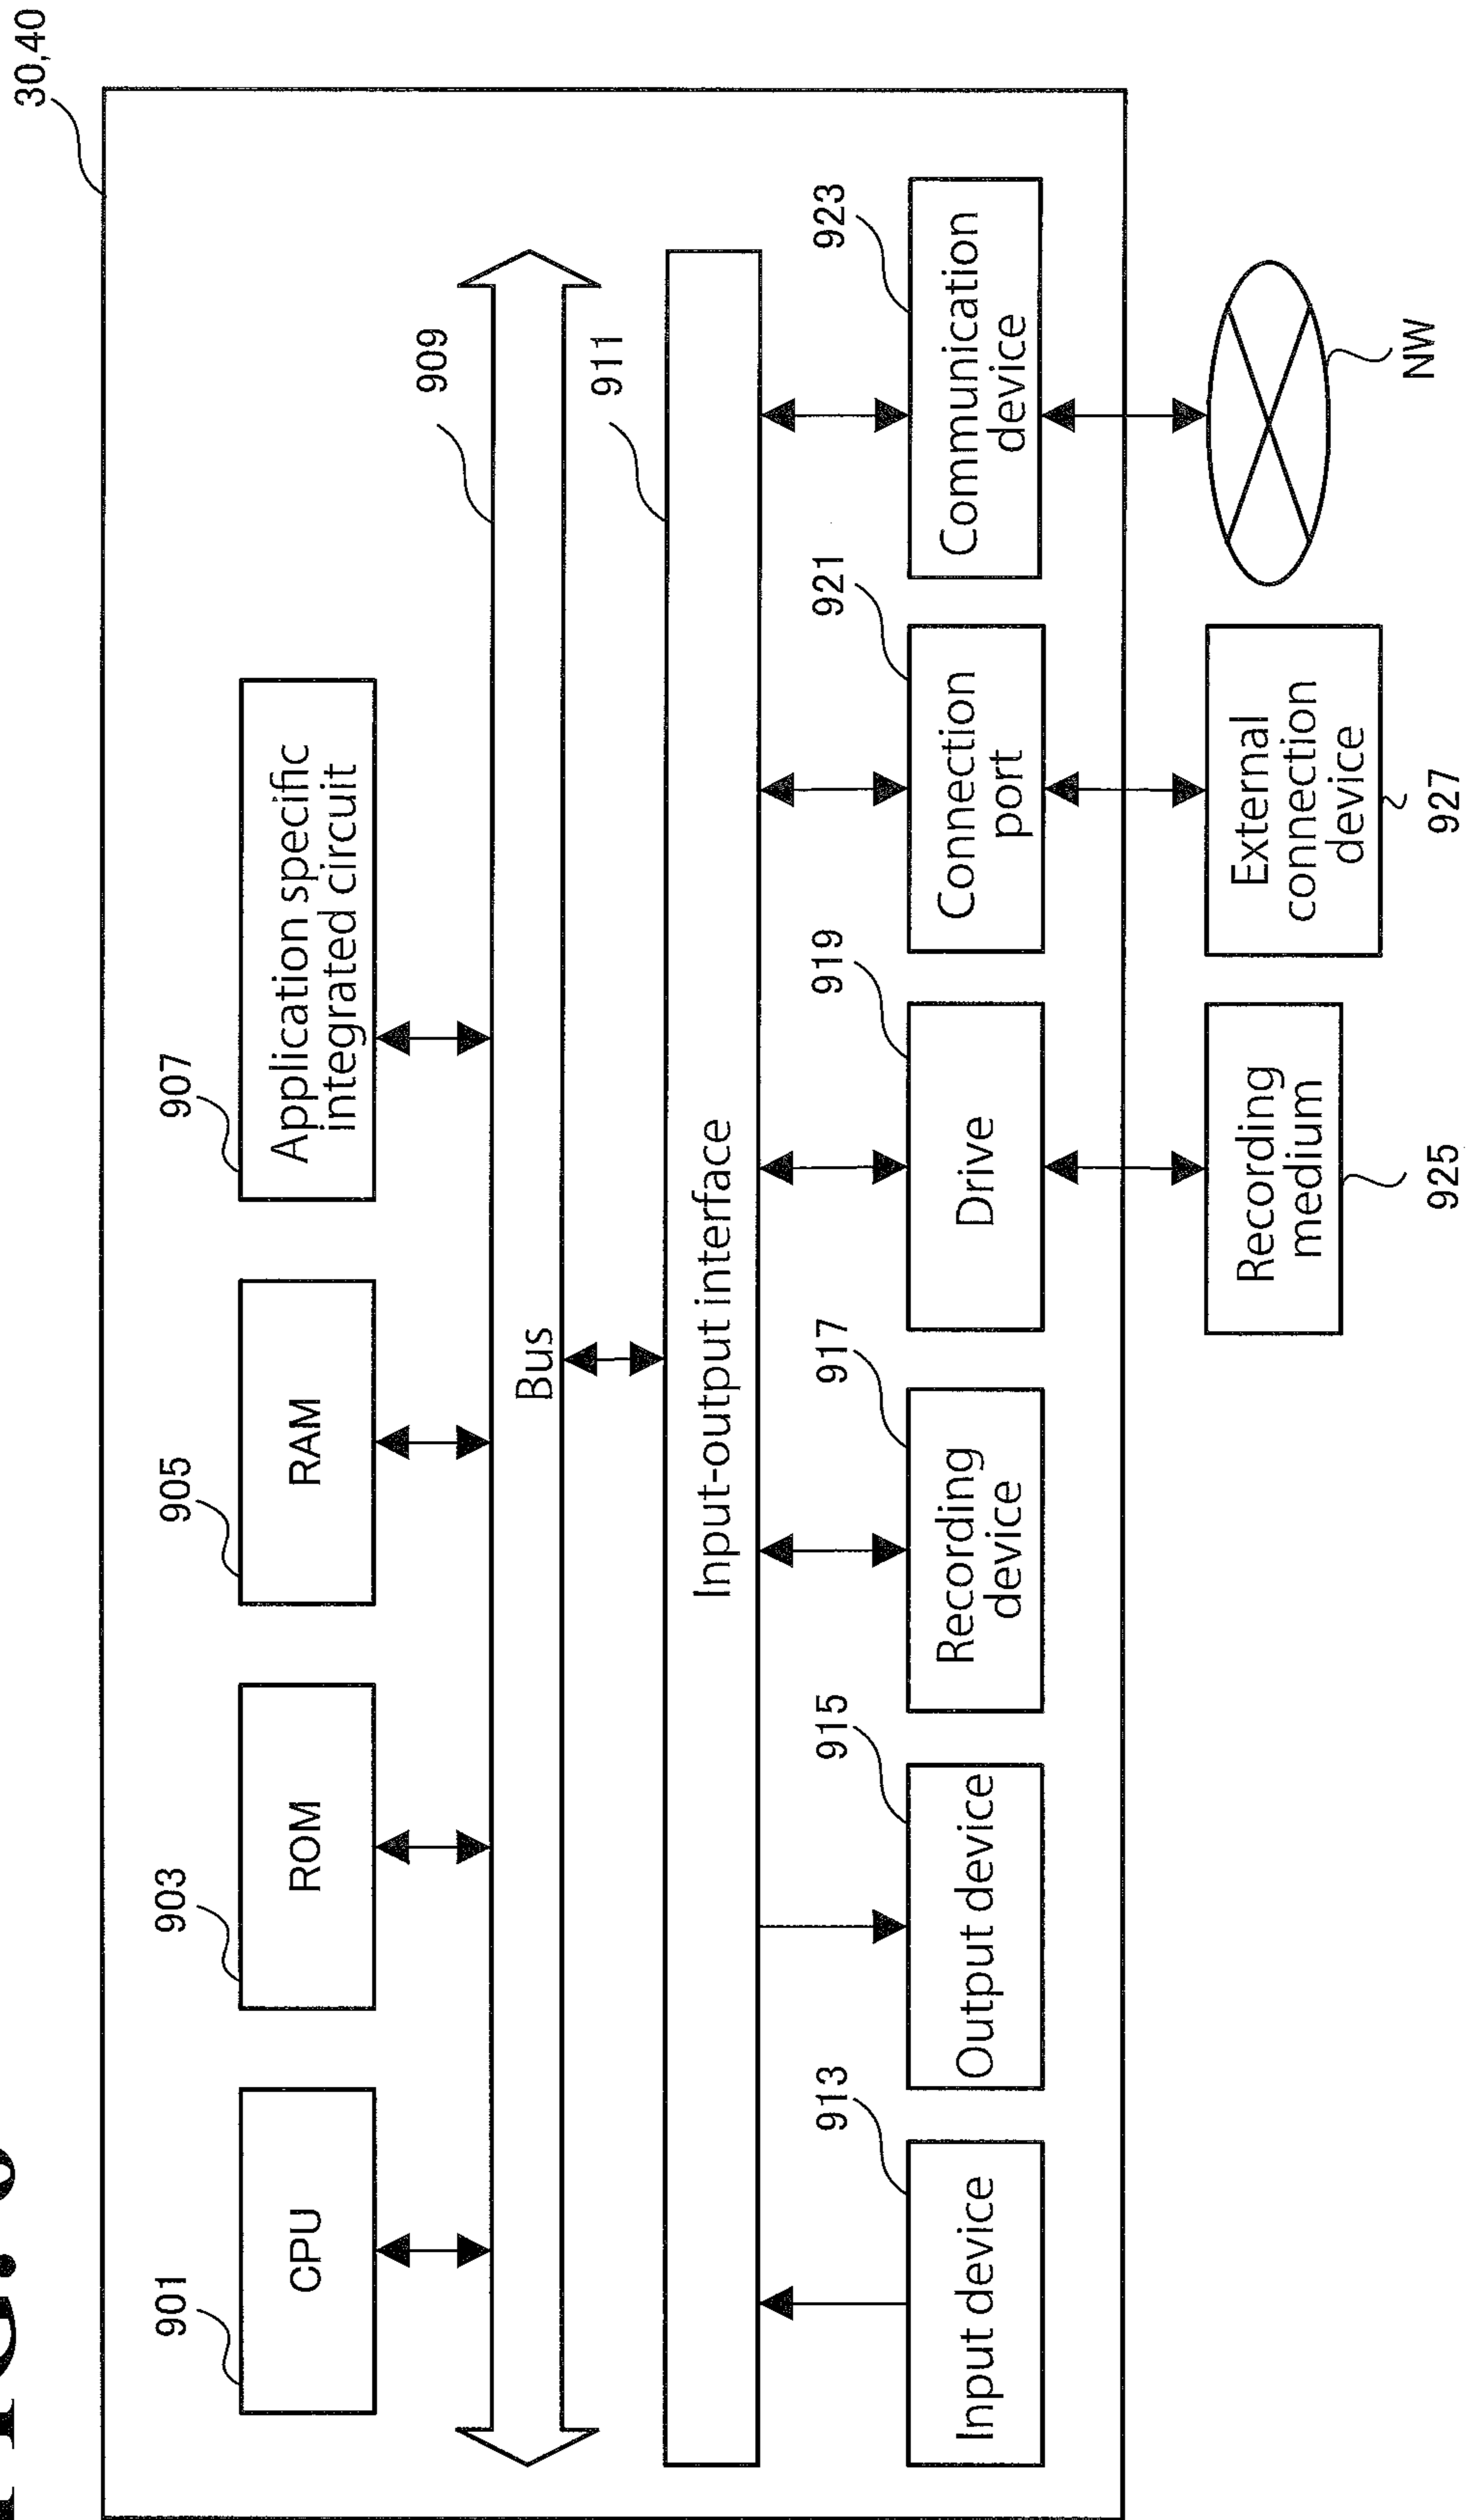 30,40
901
903
905
907
CPU
ROM
RAM
Application specific
integrated circuit
909
Bus
911
Input-output interface
913
915
917
919
921
923
Input device
Output device
Recording
device
Drive
Connection
port
Communication
device
Recording
medium
External
connection
device
925
927
NW